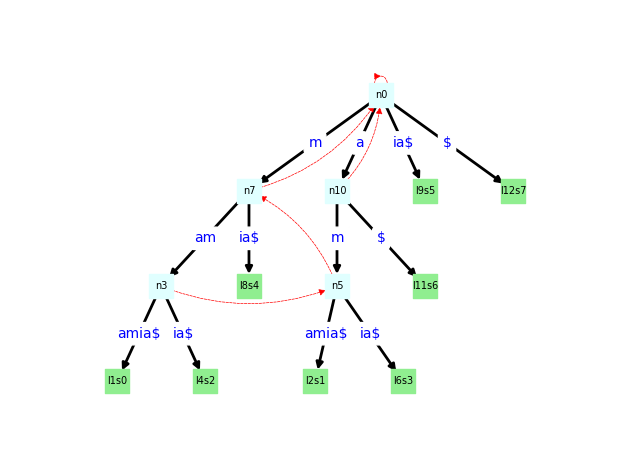 n0
m a ia$ $
n7 n10 l9s5 l12s7
am ia$ m $
n3 l8s4 n5 l11s6
amia$ ia$ amia$ ia$
l1s0 l4s2 l2s1 l6s3